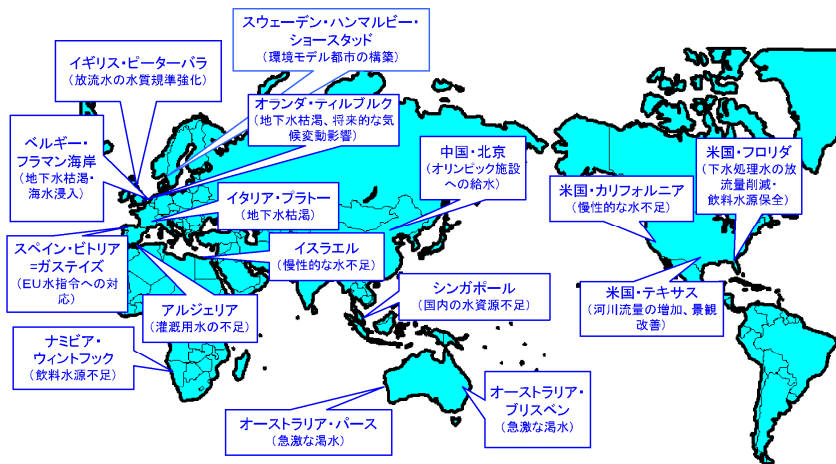 スウェーデン・ハンマルビー・
ショースタッド
（環境モデル都市の構築）
イギリス・ピーターバラ
（放流水の水質規準強化）
オランダ・ティルブルク
（地下水枯渇、将来的な気
候変動影響）
ベルギー・
フラマン海岸
（地下水枯渇・
海水浸入）
中国・北京
（オリンピック施設
への給水）
米国・フロリダ
（下水処理水の放
流量削減・
飲料水源保全）
米国・カリフォルニア
（慢性的な水不足）
イタリア・プラトー
（地下水枯渇）
スペイン・ビトリア
=ガステイズ
（ＥＵ水指令への対
応）
イスラエル
（慢性的な水不足）
シンガポール
（国内の水資源不足）
アルジェリア
（灌漑用水の不足）
米国・テキサス
（河川流量の増加、景観
改善）
ナミビア・
ウィントフック
（飲料水源不足）
オーストラリア・
ブリスベン
（急激な渇水）
オーストラリア・パース
（急激な渇水）